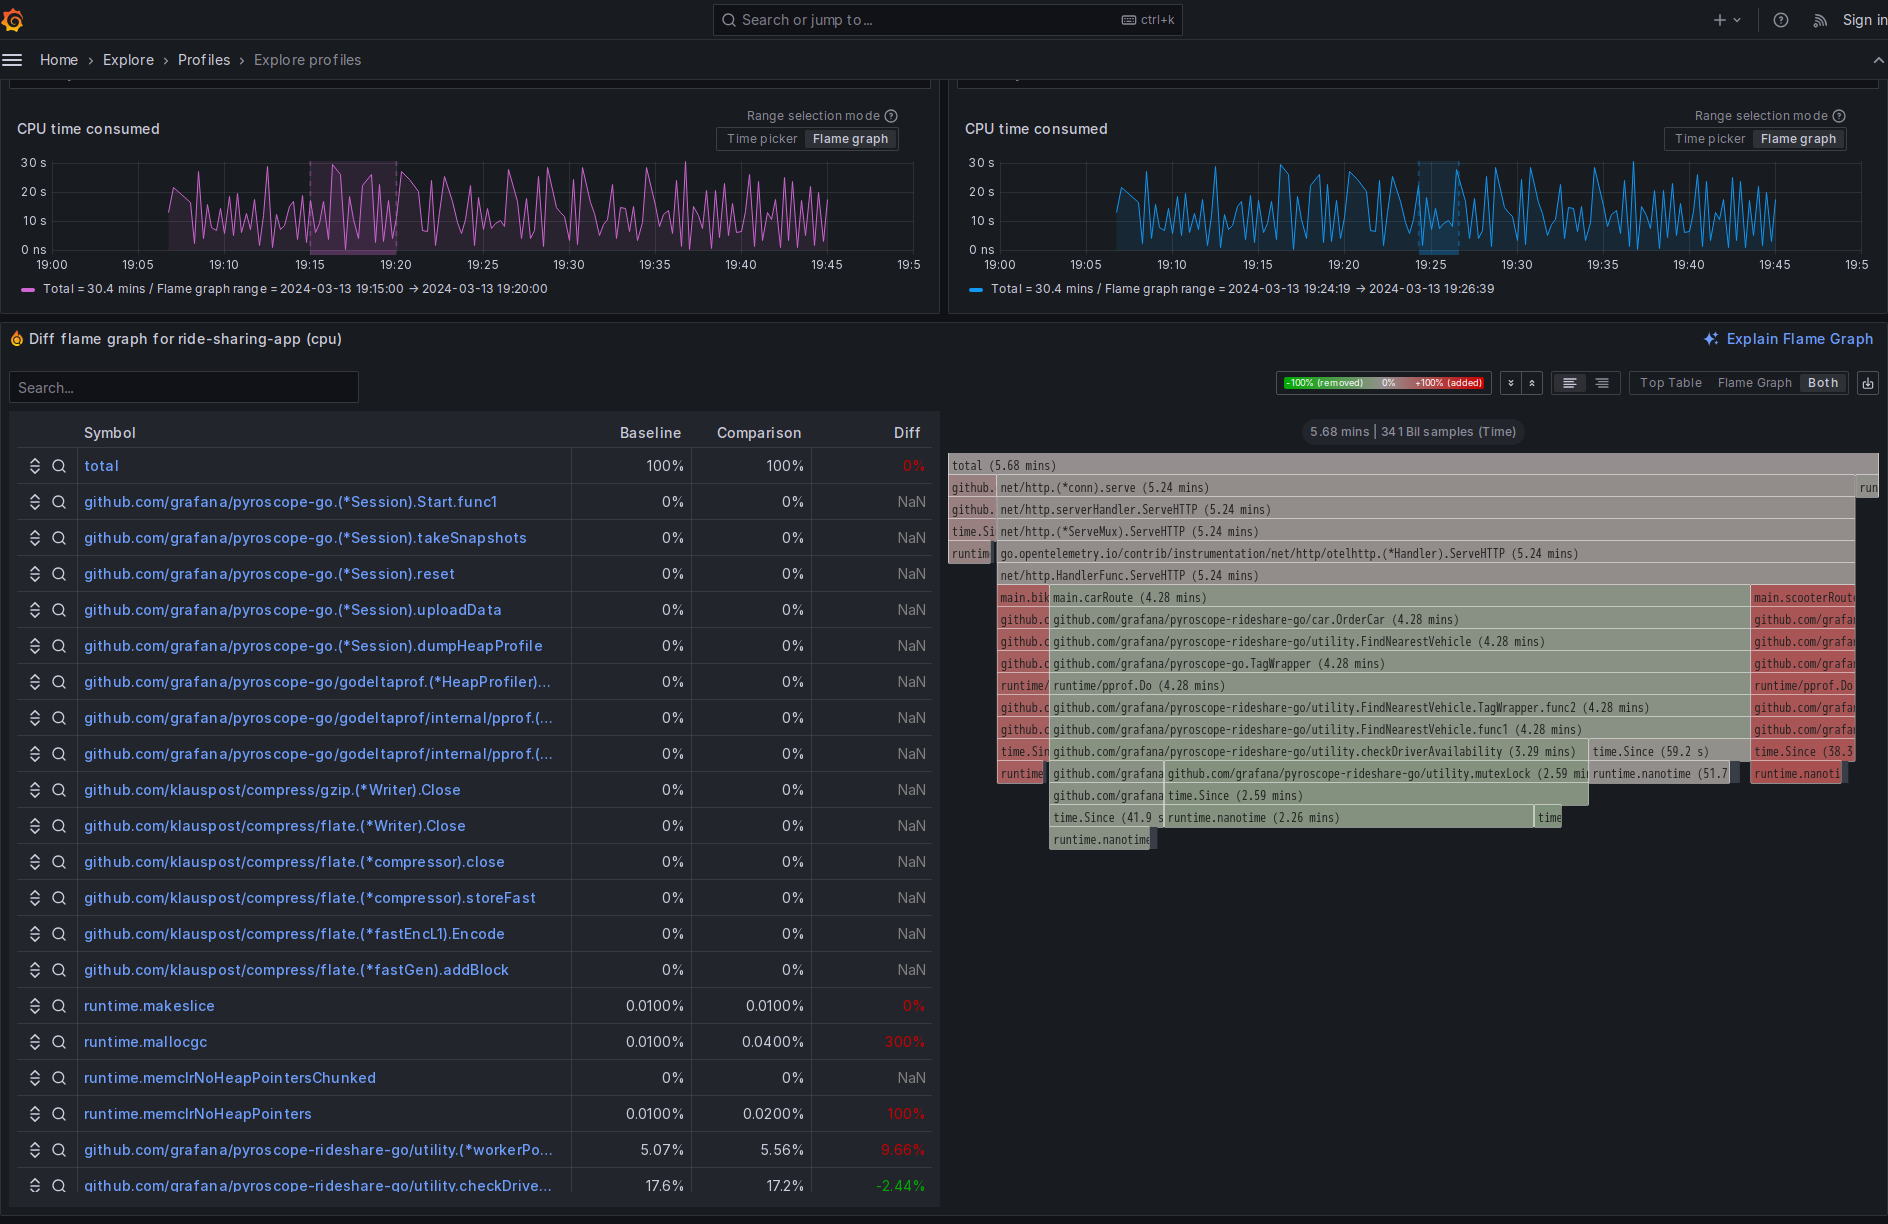 Search or jump to...
ctrl+k
Sign in
Home › Explore › Profiles › Explore profiles
CPU time consumed
Range selection mode
Time picker
Flame graph
30 s
20 s
10 s
0 ns
19:00 19:05 19:10 19:15 19:20 19:25 19:30 19:35 19:40 19:45 19:5
Total = 30.4 mins / Flame graph range = 2024-03-13 19:15:00 → 2024-03-13 19:20:00
CPU time consumed
Range selection mode
Time picker
Flame graph
30 s
20 s
10 s
0 ns
19:00 19:05 19:10 19:15 19:20 19:25 19:30 19:35 19:40 19:45 19:5
Total = 30.4 mins / Flame graph range = 2024-03-13 19:24:19 → 2024-03-13 19:26:39
Diff flame graph for ride-sharing-app (cpu)
Explain Flame Graph
Search...
-100% (removed) 0% +100% (added)
Top Table
Flame Graph
Both
Symbol Baseline Comparison Diff
total 100% 100% 0%
github.com/grafana/pyroscope-go.(*Session).Start.func1 0% 0% NaN
github.com/grafana/pyroscope-go.(*Session).takeSnapshots 0% 0% NaN
github.com/grafana/pyroscope-go.(*Session).reset 0% 0% NaN
github.com/grafana/pyroscope-go.(*Session).uploadData 0% 0% NaN
github.com/grafana/pyroscope-go.(*Session).dumpHeapProfile 0% 0% NaN
github.com/grafana/pyroscope-go/godeltaprof.(*HeapProfiler)... 0% 0% NaN
github.com/grafana/pyroscope-go/godeltaprof/internal/pprof.(... 0% 0% NaN
github.com/grafana/pyroscope-go/godeltaprof/internal/pprof.(... 0% 0% NaN
github.com/klauspost/compress/gzip.(*Writer).Close 0% 0% NaN
github.com/klauspost/compress/flate.(*Writer).Close 0% 0% NaN
github.com/klauspost/compress/flate.(*compressor).close 0% 0% NaN
github.com/klauspost/compress/flate.(*compressor).storeFast 0% 0% NaN
github.com/klauspost/compress/flate.(*fastEncL1).Encode 0% 0% NaN
github.com/klauspost/compress/flate.(*fastGen).addBlock 0% 0% NaN
runtime.makeslice 0.0100% 0.0100% 0%
runtime.mallocgc 0.0100% 0.0400% 300%
runtime.memclrNoHeapPointersChunked 0% 0% NaN
runtime.memclrNoHeapPointers 0.0100% 0.0200% 100%
github.com/grafana/pyroscope-rideshare-go/utility.(*workerPo... 5.07% 5.56% 9.66%
github.com/grafana/pyroscope-rideshare-go/utility.checkDrive... 17.6% 17.2% -2.44%
5.68 mins | 341 Bil samples (Time)
total (5.68 mins)
github. net/http.(*conn).serve (5.24 mins) run
github. net/http.serverHandler.ServeHTTP (5.24 mins)
time.Si net/http.(*ServeMux).ServeHTTP (5.24 mins)
runtim go.opentelemetry.io/contrib/instrumentation/net/http/otelhttp.(*Handler).ServeHTTP (5.24 mins)
net/http.HandlerFunc.ServeHTTP (5.24 mins)
main.bik main.carRoute (4.28 mins) main.scooterRout
github.c github.com/grafana/pyroscope-rideshare-go/car.OrderCar (4.28 mins) github.com/grafa
github.c github.com/grafana/pyroscope-rideshare-go/utility.FindNearestVehicle (4.28 mins) github.com/grafa
github.c github.com/grafana/pyroscope-go.TagWrapper (4.28 mins) github.com/grafa
runtime/ runtime/pprof.Do (4.28 mins) runtime/pprof.Do
github.c github.com/grafana/pyroscope-rideshare-go/utility.FindNearestVehicle.TagWrapper.func2 (4.28 mins) github.com/grafa
github.c github.com/grafana/pyroscope-rideshare-go/utility.FindNearestVehicle.func1 (4.28 mins) github.com/grafa
time.Sin github.com/grafana/pyroscope-rideshare-go/utility.checkDriverAvailability (3.29 mins) time.Since (59.2 s) time.Since (38.3
runtime github.com/grafana github.com/grafana/pyroscope-rideshare-go/utility.mutexLock (2.59 min runtime.nanotime (51.7 runtime.nanoti
github.com/grafana time.Since (2.59 mins)
time.Since (41.9 s runtime.nanotime (2.26 mins) time
runtime.nanotime